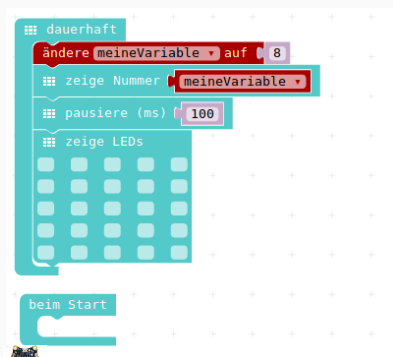 dauerhaft
ändere meineVariable auf 8
zeige Nummer meineVariable
pausiere (ms) 100
zeige LEDs
beim Start